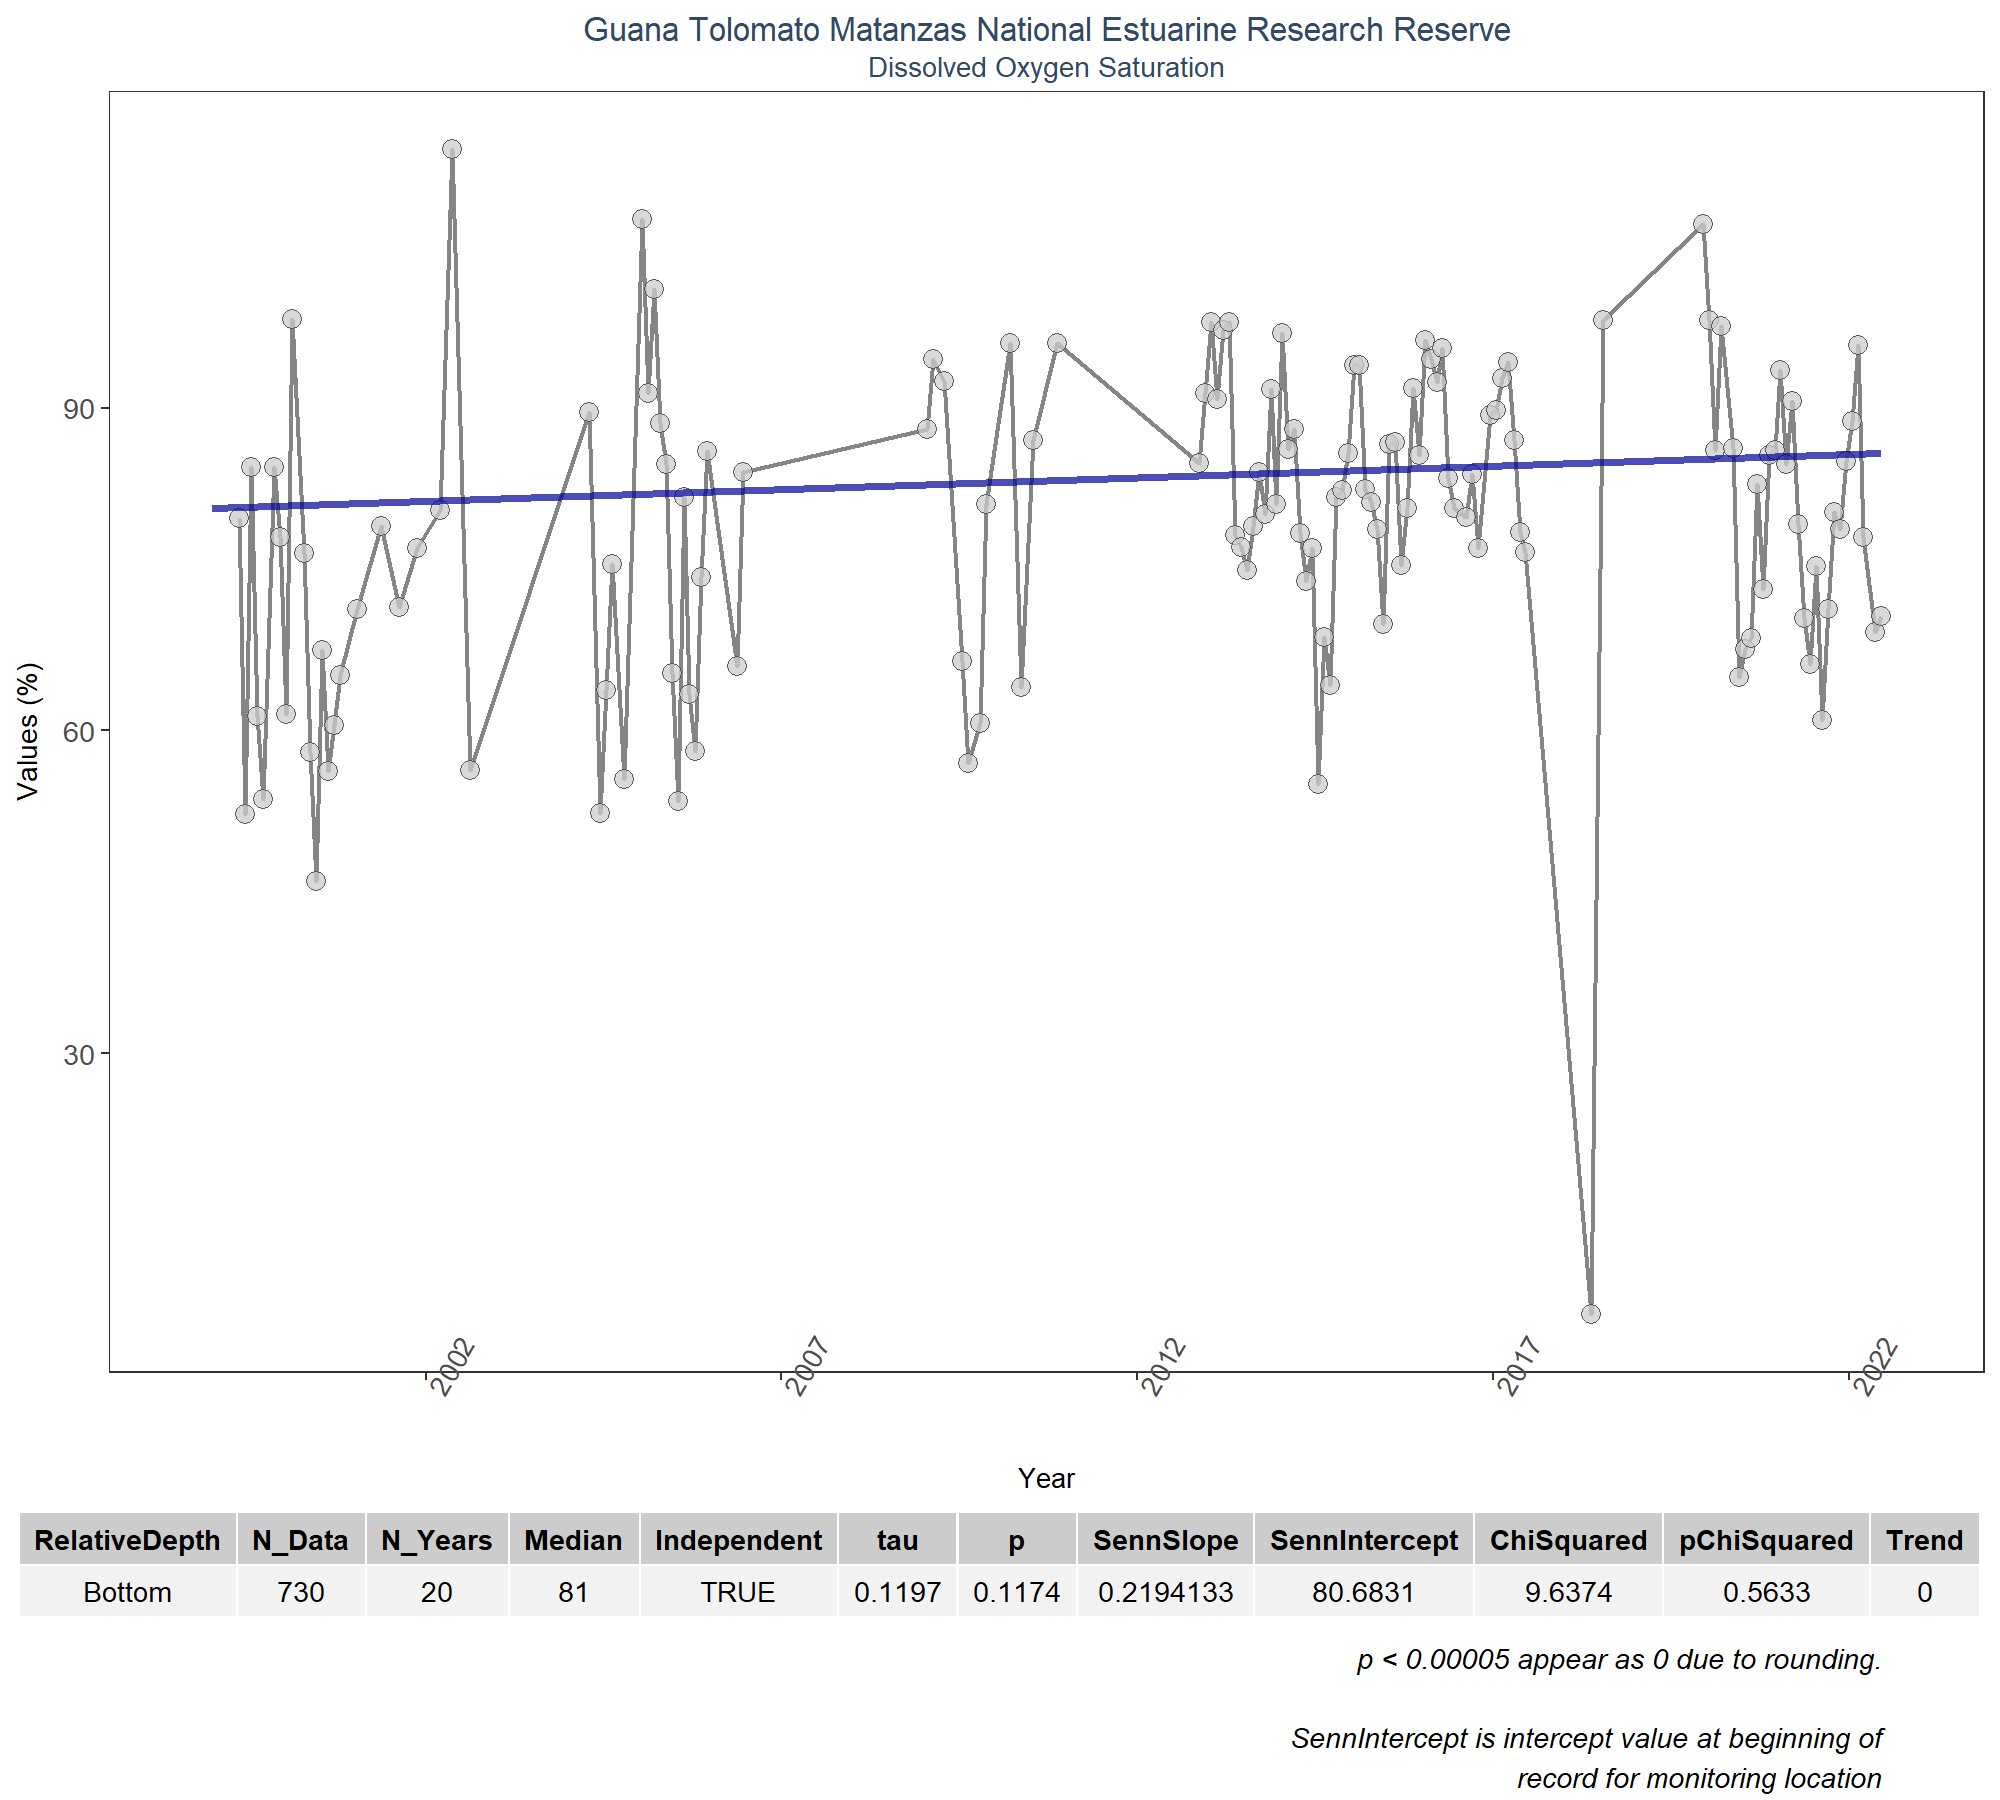 Guana Tolomato Matanzas National Estuarine Research Reserve
Dissolved Oxygen Saturation
Values (%)
90
60
30
2002 2007 2012 2017 2022
Year
RelativeDepth N_Data N_Years Median Independent tau p SennSlope SennIntercept ChiSquared pChiSquared Trend
Bottom 730 20 81 TRUE 0.1197 0.1174 0.2194133 80.6831 9.6374 0.5633 0
p < 0.00005 appear as 0 due to rounding.
SennIntercept is intercept value at beginning of
record for monitoring location